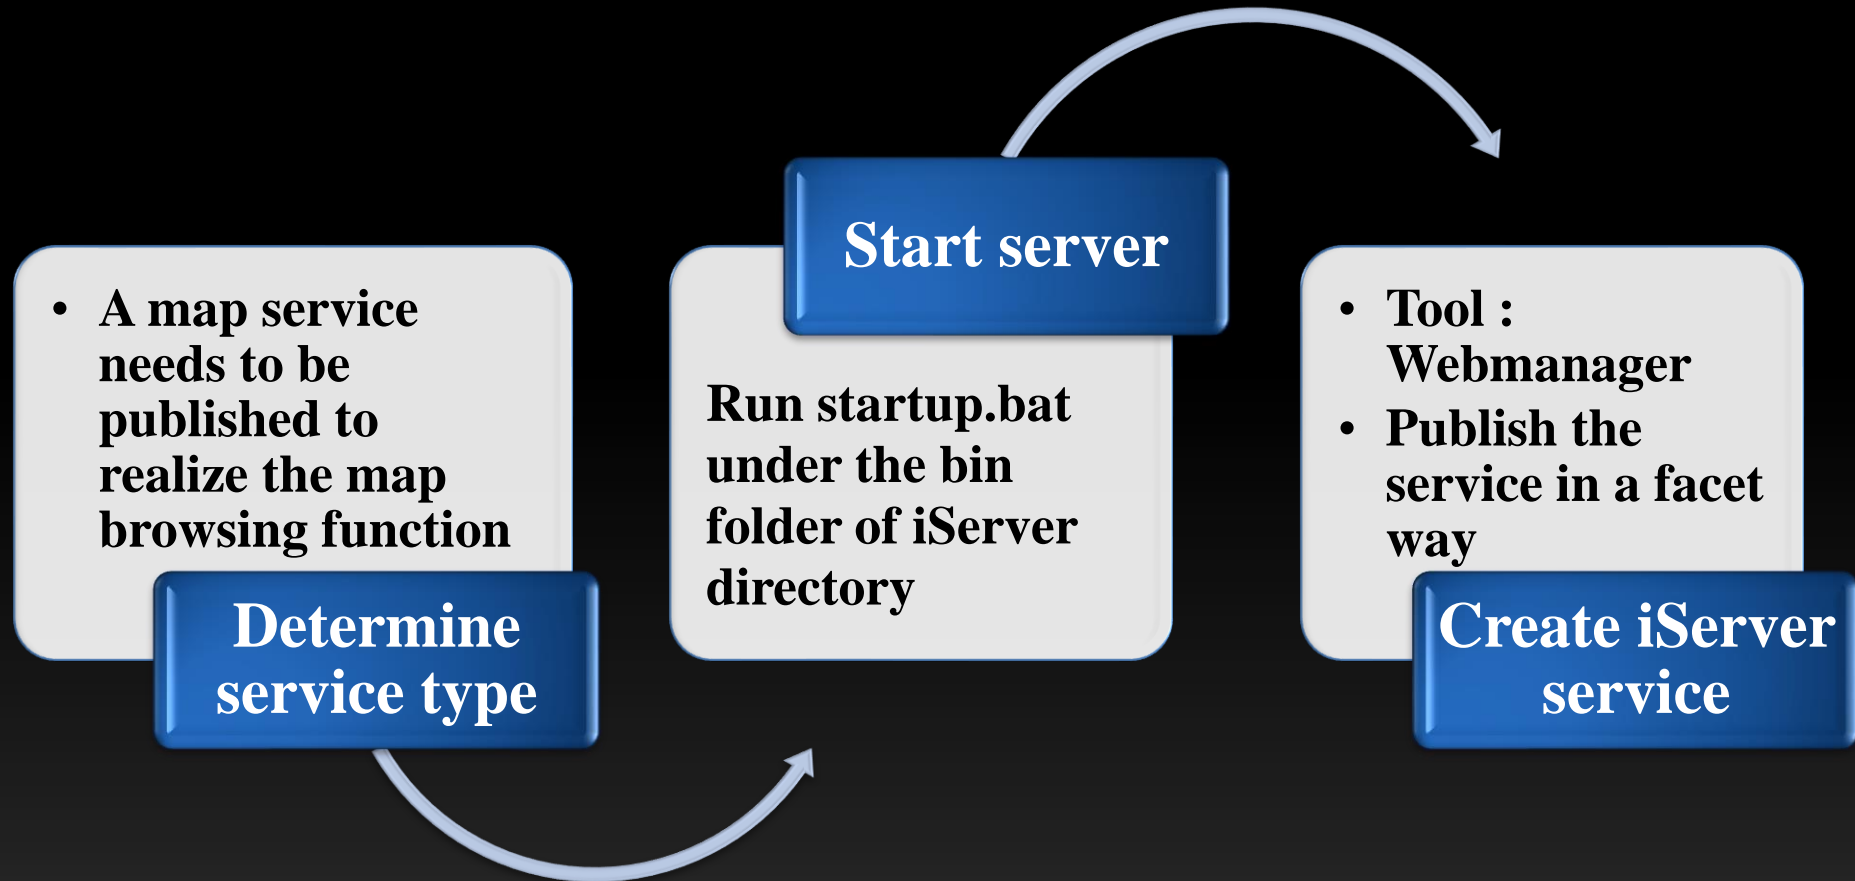 • A map service
needs to be
published to
realize the map
browsing function
Determine
service type
Start server
Run startup.bat
under the bin
folder of iServer
directory
• Tool :
Webmanager
• Publish the
service in a facet
way
Create iServer
service